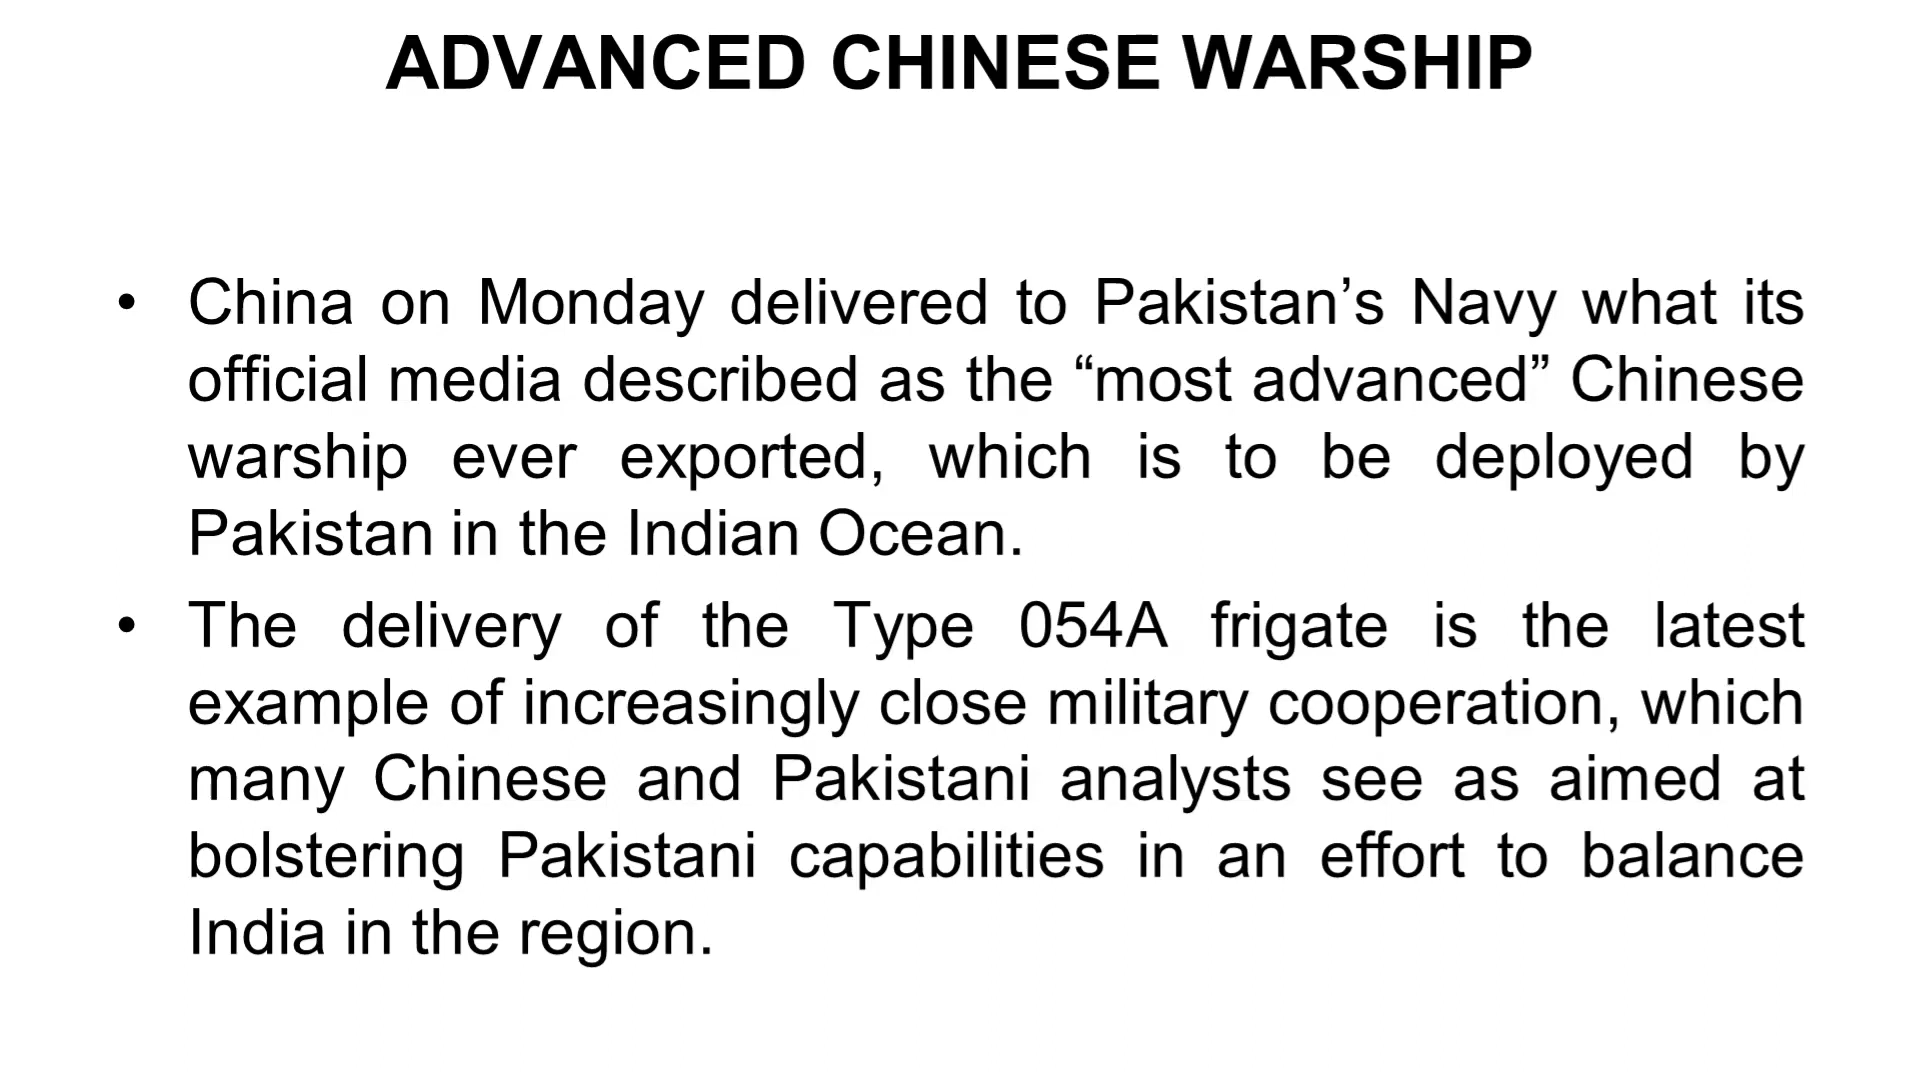 ADVANCED CHINESE WARSHIP
• China on Monday delivered to Pakistan’s Navy what its
official media described as the “most advanced” Chinese
warship ever exported, which is to be deployed by
Pakistan in the Indian Ocean.
• The delivery of the Type 054A frigate is the latest
example of increasingly close military cooperation, which
many Chinese and Pakistani analysts see as aimed at
bolstering Pakistani capabilities in an effort to balance
India in the region.